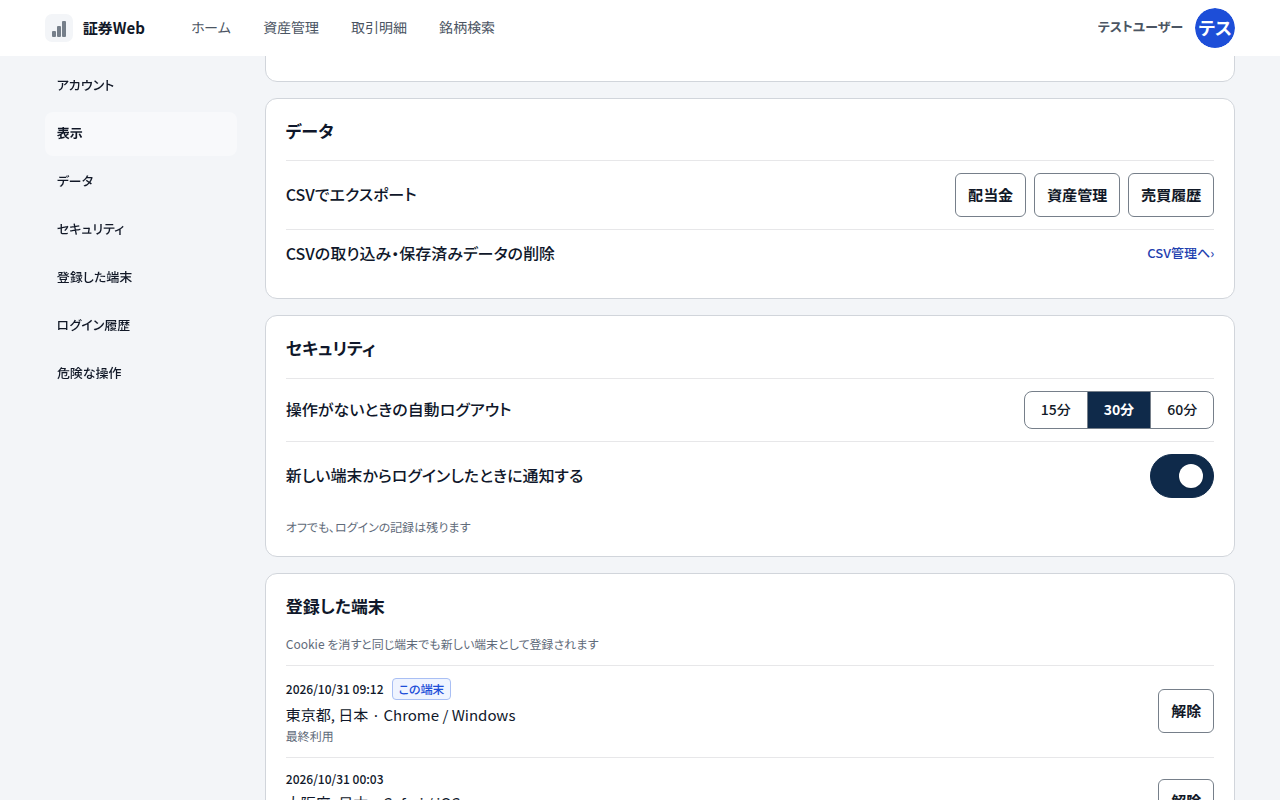 証券Web
ホーム
資産管理
取引明細
銘柄検索
テストユーザー
テス
アカウント
表示
データ
セキュリティ
登録した端末
ログイン履歴
危険な操作
データ
CSVでエクスポート
配当金
資産管理
売買履歴
CSVの取り込み・保存済みデータの削除
CSV管理へ›
セキュリティ
操作がないときの自動ログアウト
15分
30分
60分
新しい端末からログインしたときに通知する
オフでも、ログインの記録は残ります
登録した端末
Cookie を消すと同じ端末でも新しい端末として登録されます
2026/10/31 09:12
この端末
東京都, 日本 · Chrome / Windows
最終利用
解除
2026/10/31 00:03